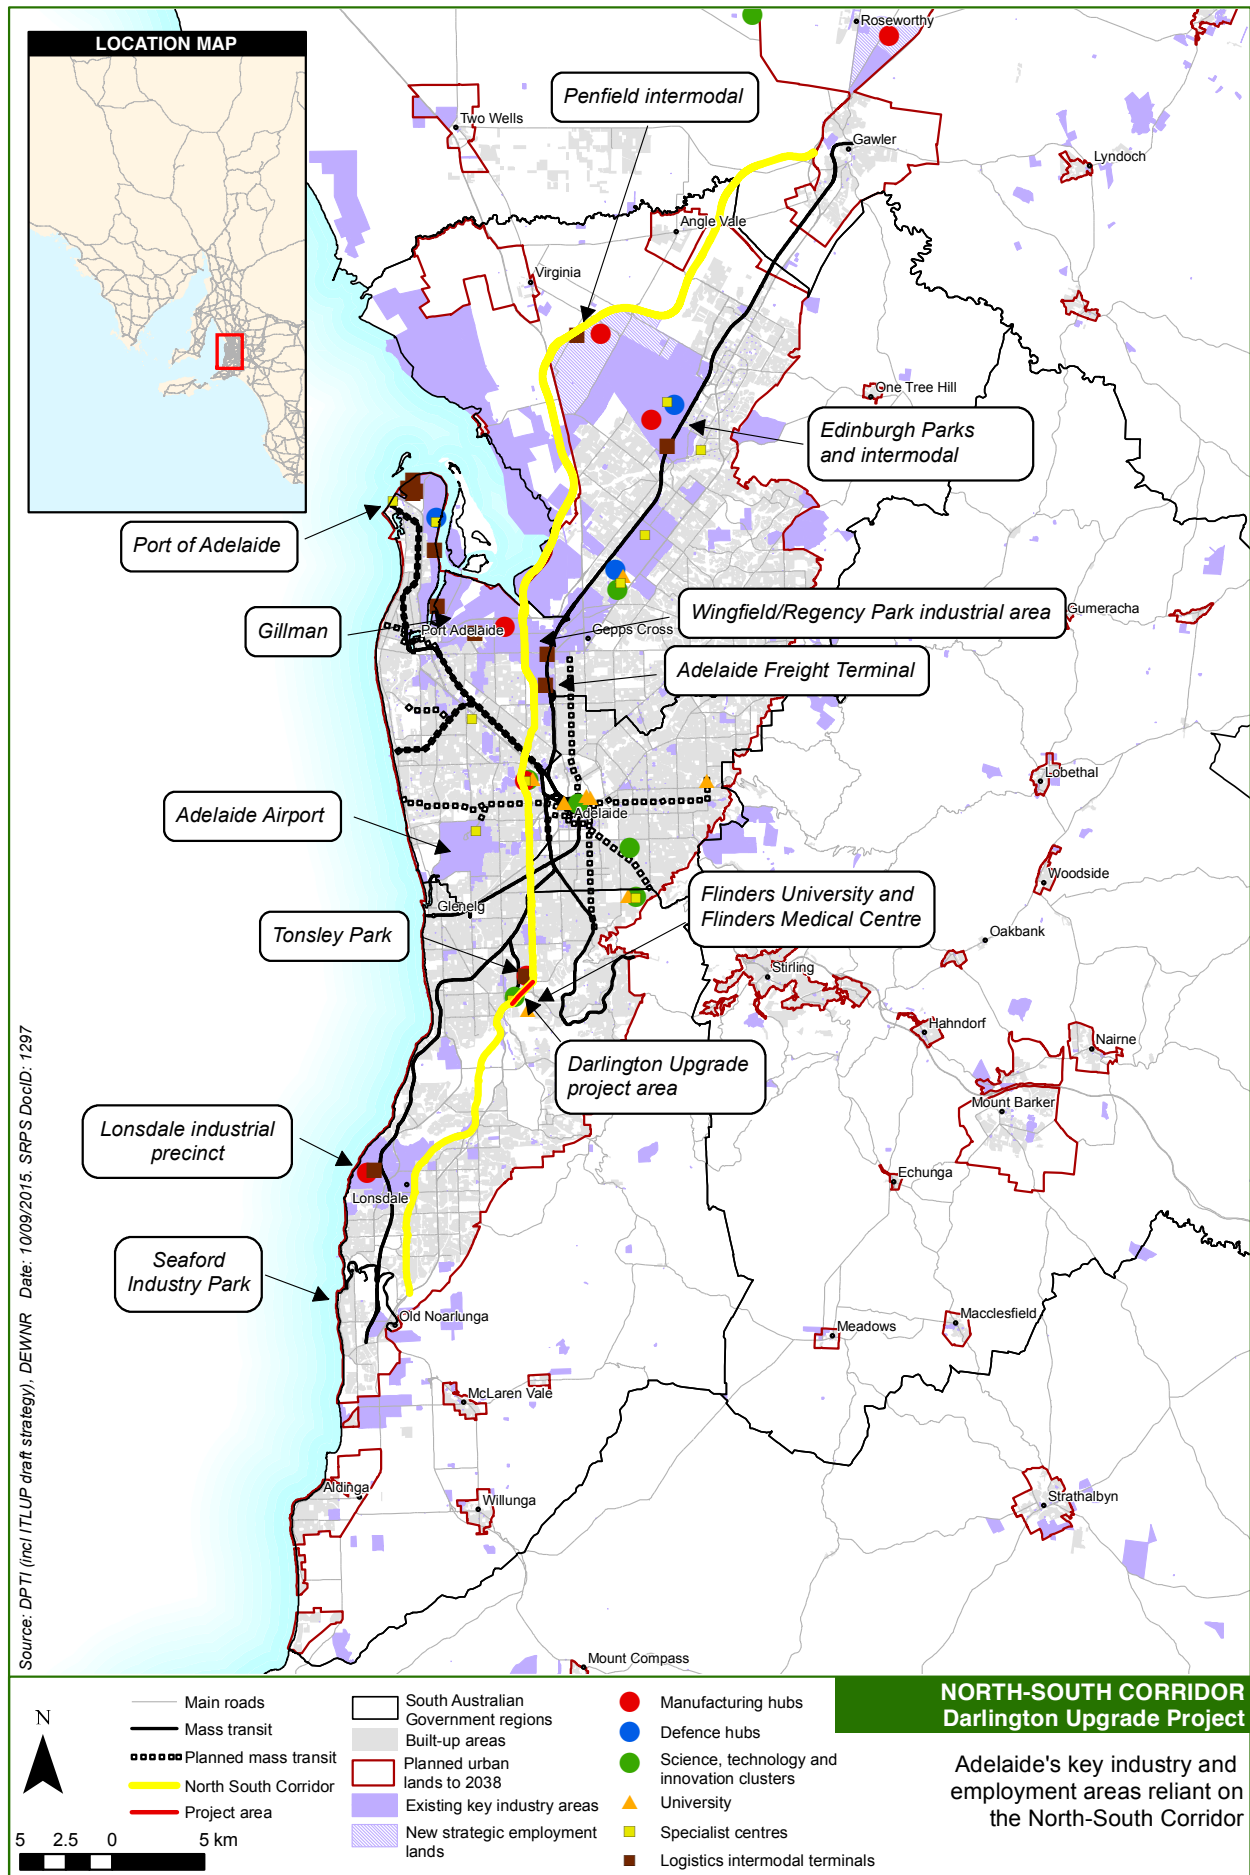 LOCATION MAP
Roseworthy
Penfield intermodal
Two Wells
Gawler
Lyndoch
Angle Vale
Virginia
One Tree Hill
Edinburgh Parks
and intermodal
Port of Adelaide
Gillman
Port Adelaide
Wingfield/Regency Park industrial area
Gumeracha
Gepps Cross
Adelaide Freight Terminal
Lobethal
Adelaide Airport
Adelaide
Woodside
Glenelg
Flinders University and
Flinders Medical Centre
Tonsley Park
Oakbank
Stirling
Hahndorf
Nairne
Darlington Upgrade
project area
Mount Barker
Lonsdale industrial
precinct
Echunga
Lonsdale
Seaford
Industry Park
Old Noarlunga
Macclesfield
Meadows
McLaren Vale
Aldinga
Willunga
Strathalbyn
Mount Compass
Source: DPTI (incl ITLUP draft strategy), DEWNR Date: 10/09/2015. SRPS DocID: 1297
N
5 2.5 0 5 km
Main roads
Mass transit
Planned mass transit
North South Corridor
Project area
South Australian
Government regions
Built-up areas
Planned urban
lands to 2038
Existing key industry areas
New strategic employment
lands
Manufacturing hubs
Defence hubs
Science, technology and
innovation clusters
University
Specialist centres
Logistics intermodal terminals
NORTH-SOUTH CORRIDOR
Darlington Upgrade Project
Adelaide's key industry and
employment areas reliant on
the North-South Corridor